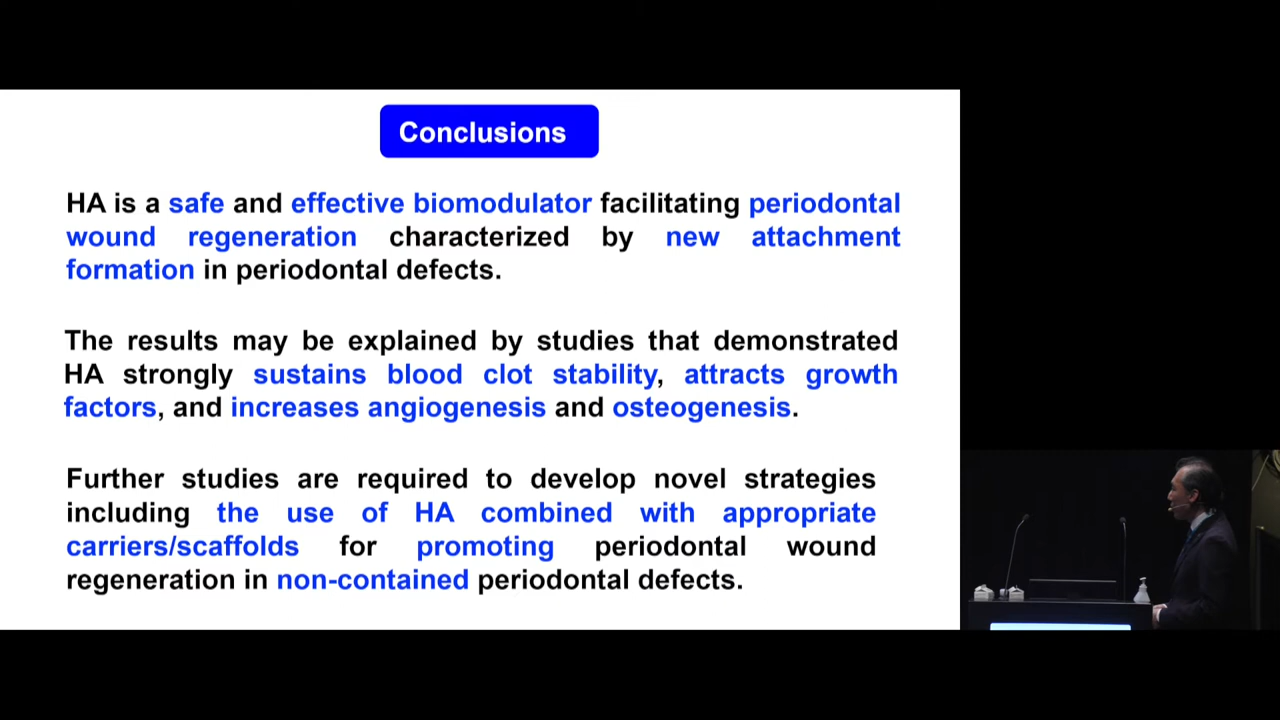 Conclusions
HA is a safe and effective biomodulator facilitating periodontal
wound regeneration characterized by new attachment
formation in periodontal defects.
The results may be explained by studies that demonstrated
HA strongly sustains blood clot stability, attracts growth
factors, and increases angiogenesis and osteogenesis.
Further studies are required to develop novel strategies
including the use of HA combined with appropriate
carriers/scaffolds for promoting periodontal wound
regeneration in non-contained periodontal defects.